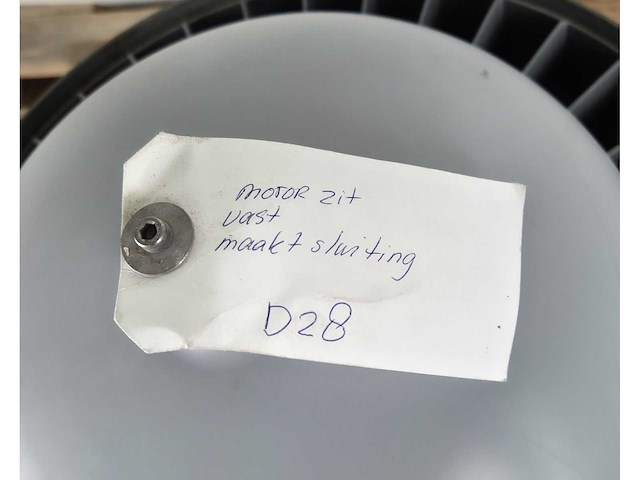 MOTOR zit
vast
maakt sluiting
D28